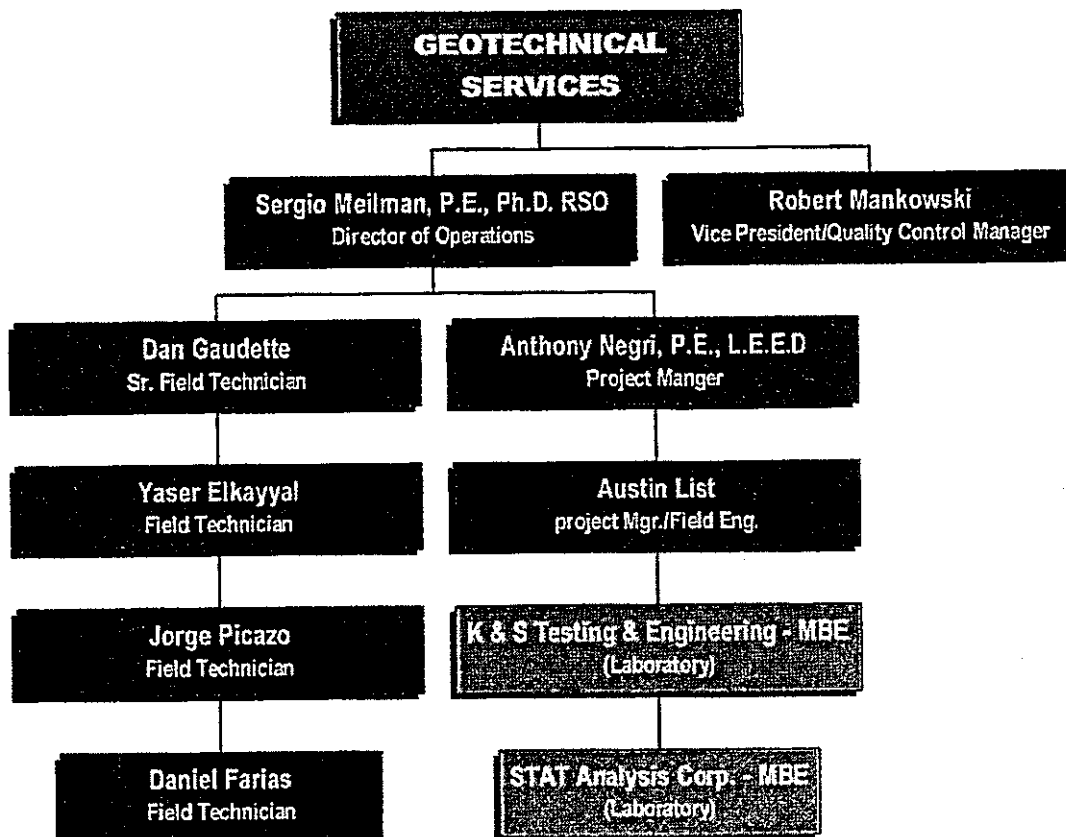 GEOTECHNICAL
SERVICES
Sergio Meilman, P.E., Ph.D. RSO
Director of Operations
Robert Mankowski
Vice President/Quality Control Manager
Dan Gaudette
Sr. Field Technician
Anthony Negri, P.E., L.E.E.D
Project Manger
Yaser Elkayyal
Field Technician
Austin List
project Mgr./Field Eng.
Jorge Picazo
Field Technician
K & S Testing & Engineering - MBE
(Laboratory)
Daniel Farias
Field Technician
STAT Analysis Corp. - MBE
(Laboratory)